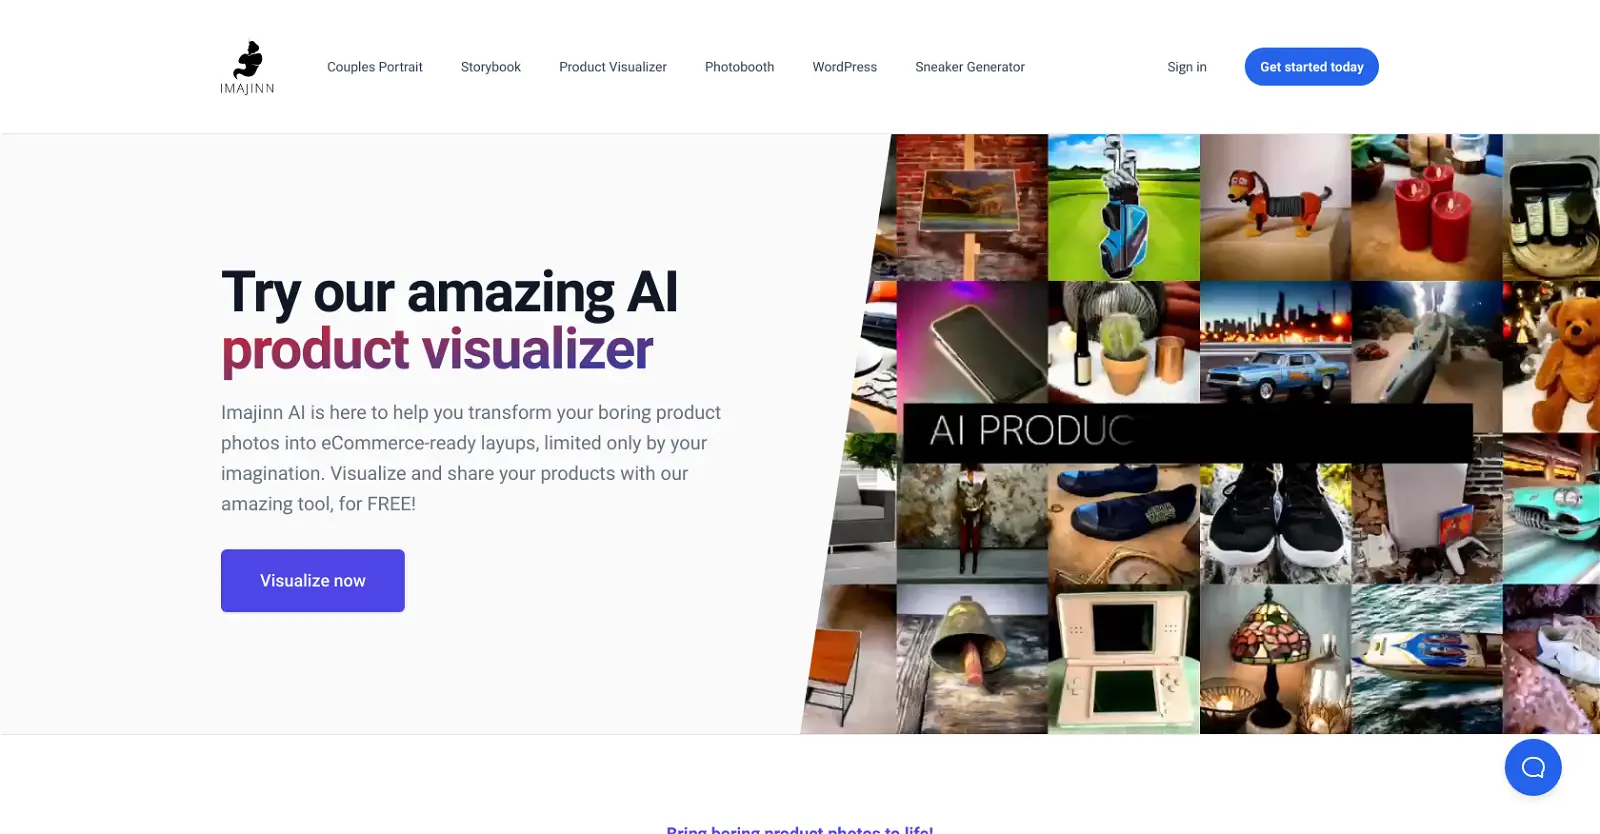 IMAJINN
Couples Portrait
Storybook
Product Visualizer
Photobooth
WordPress
Sneaker Generator
Sign in
Get started today
Try our amazing AI
product visualizer
Imajinn AI is here to help you transform your boring product
photos into eCommerce-ready layups, limited only by your
imagination. Visualize and share your products with our
amazing tool, for FREE!
Visualize now
AI PRODUC
Bring boring product photos to life!